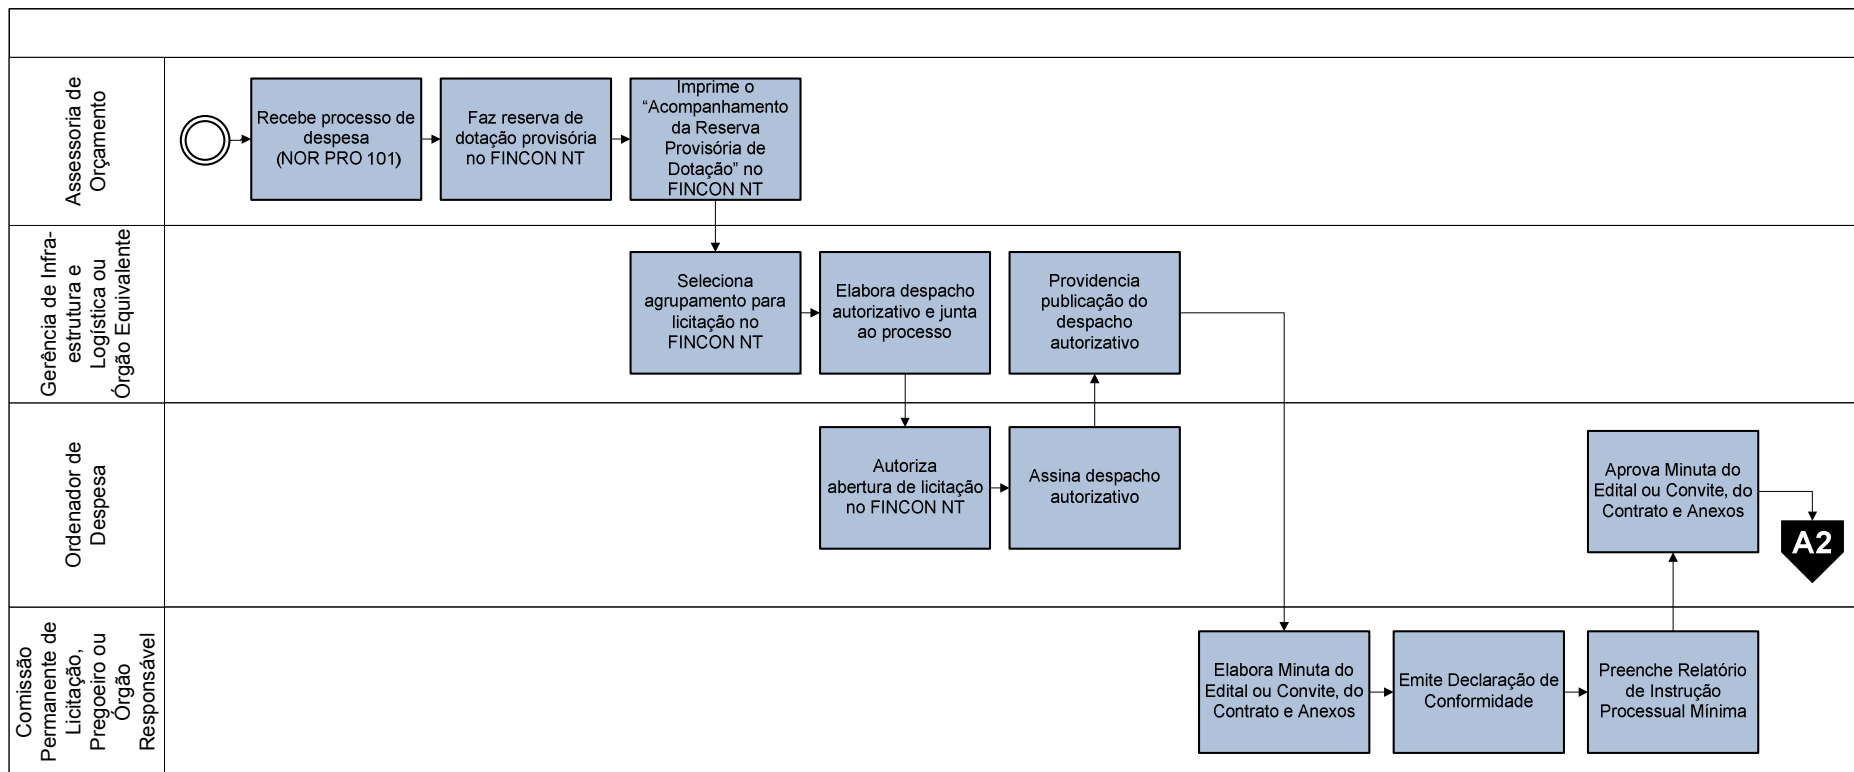 Assessoria de
Orçamento
Recebe processo de
despesa
(NOR PRO 101)
Faz reserva de
dotação provisória
no FINCON NT
Imprime o
“Acompanhamento
da Reserva
Provisória de
Dotação” no
FINCON NT
Gerência de Infra-
estrutura e
Logística ou
Órgão Equivalente
Seleciona
agrupamento para
licitação no
FINCON NT
Elabora despacho
autorizativo e junta
ao processo
Providencia
publicação do
despacho
autorizativo
Ordenador de
Despesa
Autoriza
abertura de licitação
no FINCON NT
Assina despacho
autorizativo
Aprova Minuta do
Edital ou Convite, do
Contrato e Anexos
A2
Comissão
Permanente de
Licitação,
Pregoeiro ou
Órgão
Responsável
Elabora Minuta do
Edital ou Convite, do
Contrato e Anexos
Emite Declaração de
Conformidade
Preenche Relatório
de Instrução
Processual Mínima